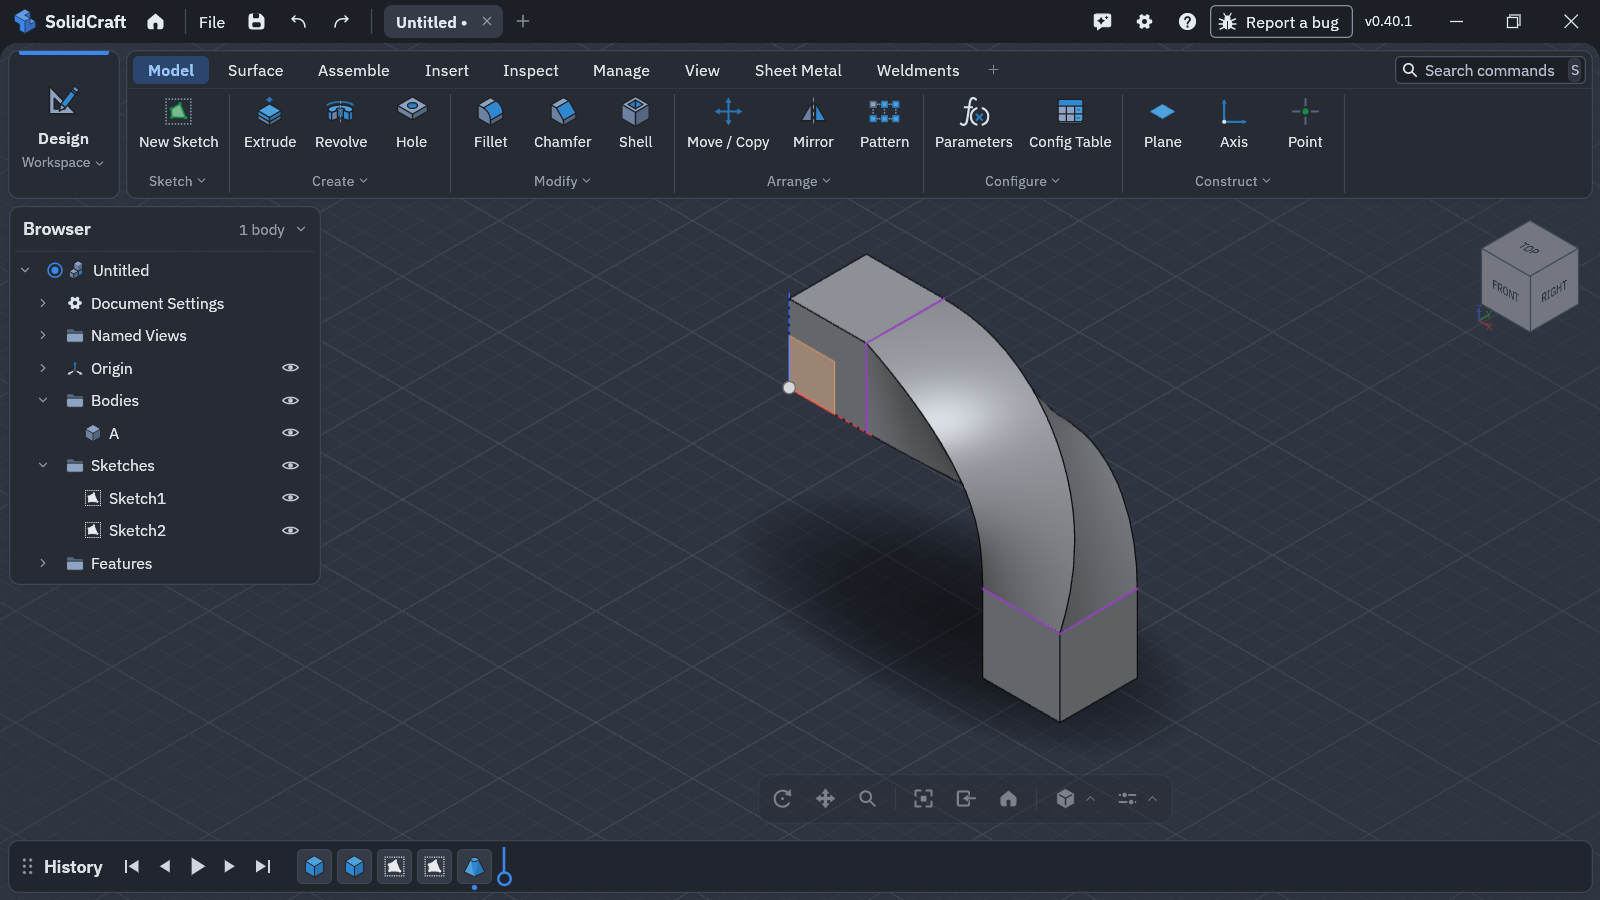 SolidCraft File Untitled • Report a bug v0.40.1
Model Surface Assemble Insert Inspect Manage View Sheet Metal Weldments Search commands S
Design
Workspace
New Sketch Extrude Revolve Hole Fillet Chamfer Shell Move / Copy Mirror Pattern Parameters Config Table Plane Axis Point
Sketch Create Modify Arrange Configure Construct
Browser 1 body
Untitled
Document Settings
Named Views
Origin
Bodies
A
Sketches
Sketch1
Sketch2
Features
TOP
FRONT RIGHT
Z Y
X
History